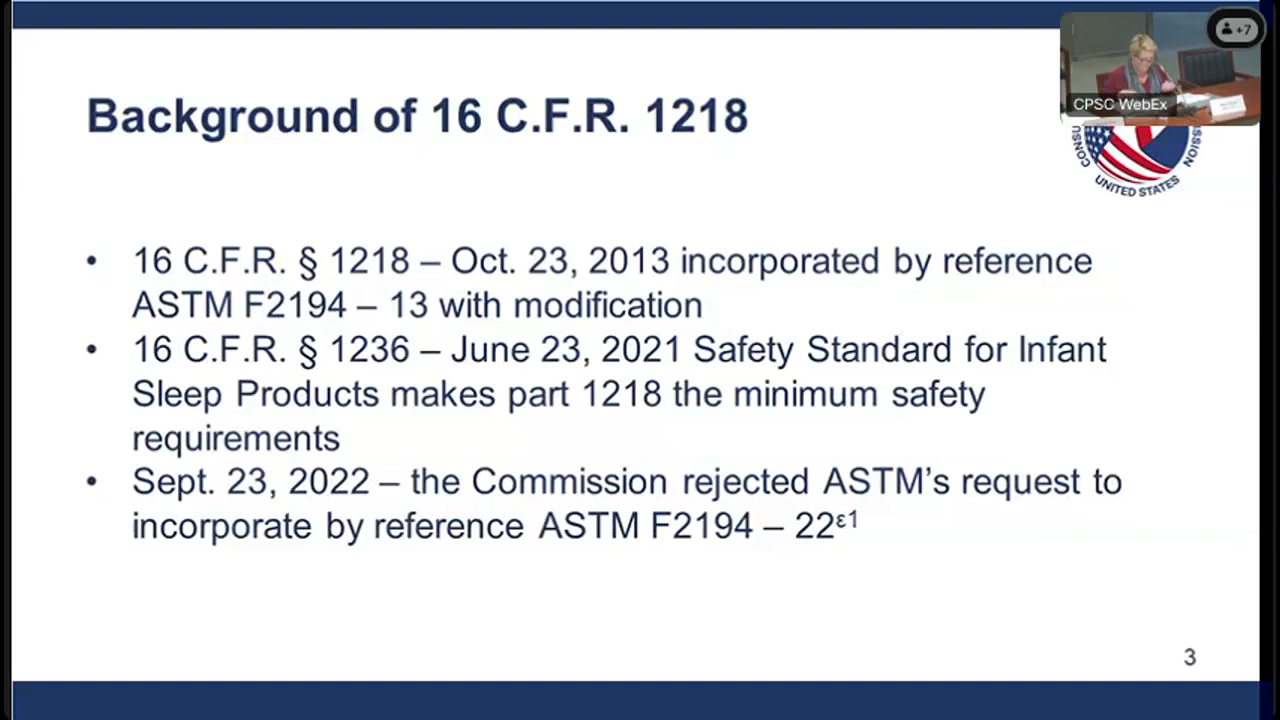 +7
CPSC WebEx
Background of 16 C.F.R. 1218
UNITED STATES
• 16 C.F.R. § 1218 – Oct. 23, 2013 incorporated by reference
ASTM F2194 – 13 with modification
• 16 C.F.R. § 1236 – June 23, 2021 Safety Standard for Infant
Sleep Products makes part 1218 the minimum safety
requirements
• Sept. 23, 2022 – the Commission rejected ASTM’s request to
incorporate by reference ASTM F2194 – 22ε1
3